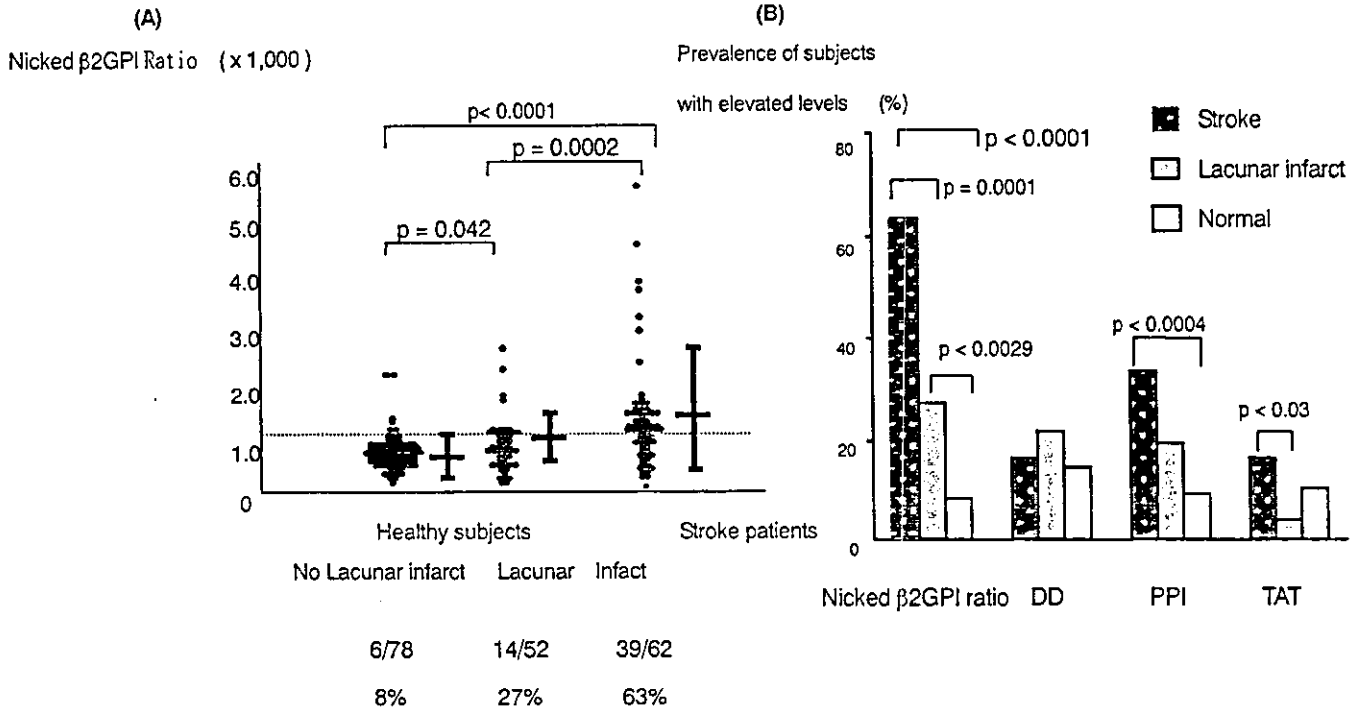 (A)
Nicked β2GPI Ratio (x 1,000)
p< 0.0001
p = 0.0002
p = 0.042
6.0
5.0
4.0
3.0
2.0
1.0
0
Healthy subjects
Stroke patients
No Lacunar infarct Lacunar Infact
6/78 14/52 39/62
8% 27% 63%
(B)
Prevalence of subjects
with elevated levels (%)
Stroke
Lacunar infarct
Normal
80
60
40
20
0
p < 0.0001
p = 0.0001
p < 0.0029
p < 0.0004
p < 0.03
Nicked β2GPI ratio DD PPI TAT